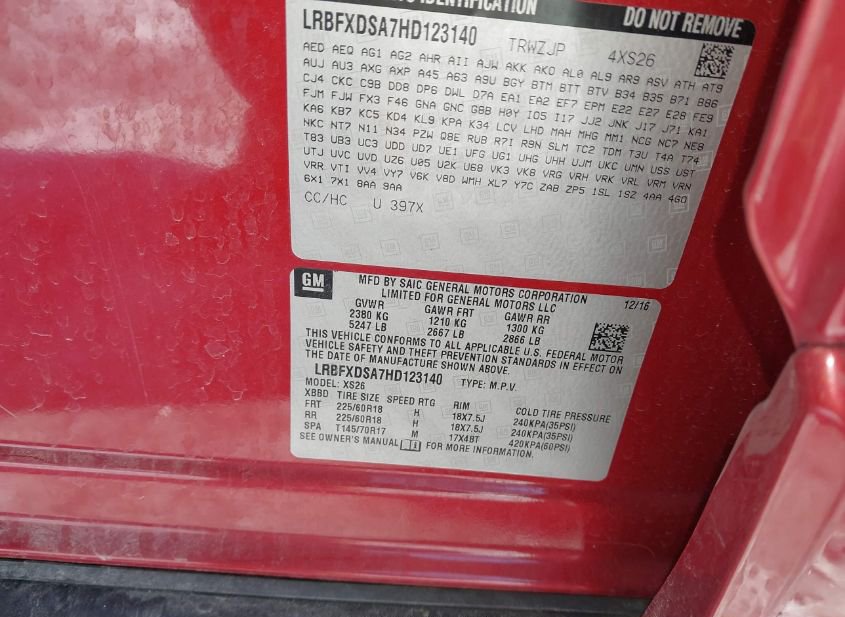 IDENTIFICATION DO NOT REMOVE
LRBFXDSA7HD123140 TRWZJP 4XS26
AED AEQ AG1 AG2 AHR AII AJW AKK AKO AL0 AL9 AR9 ASV ATH AT9
AUJ AU3 AXG AXP A45 A63 A9U BGY BTM BTT BTV B34 B35 B71 B86
CJ4 CKC C9B DD8 DP6 DWL D7A EA1 EA2 EF7 EPM E22 E27 E28 FE9
FJM FJW FX3 F46 GNA GNC GBB H0Y IO5 I17 JJ2 JNK J17 J71 KA1
KA6 KB7 KC5 KD4 KL9 KPA K34 LCV LHD MAH MHG MM1 NCG NC7 NE8
NKC NT7 N11 N34 PZW Q8E RU8 R7I R9N SLM TC2 TDM T3U T4A T74
T83 UB3 UC3 UDD UD7 UE1 UFG UG1 UHG UHH UJM UKC UMN USS UST
UTJ UVC UVD UZ6 U05 U2K U68 VK3 VK8 VRG VRH VRK VRL VRM VRN
VRR VTI VV4 VY7 V6K V8D WMH XL7 Y7C ZAB ZP5 1SL 1SZ 4AA 4G0
6X1 7X1 8AA 9AA
CC/HC U 397X
GM
MFD BY SAIC GENERAL MOTORS CORPORATION
LIMITED FOR GENERAL MOTORS LLC 12/16
GVWR GAWR FRT GAWR RR
2380 KG 1210 KG 1300 KG
5247 LB 2667 LB 2866 LB
THIS VEHICLE CONFORMS TO ALL APPLICABLE U.S. FEDERAL MOTOR
VEHICLE SAFETY AND THEFT PREVENTION STANDARDS IN EFFECT ON
THE DATE OF MANUFACTURE SHOWN ABOVE.
LRBFXDSA7HD123140 TYPE: M.P.V.
MODEL: XS26
XBBD TIRE SIZE SPEED RTG RIM COLD TIRE PRESSURE
FRT 225/60R18 H 18X7.5J 240KPA(35PSI)
RR 225/60R18 H 18X7.5J 240KPA(35PSI)
SPA T145/70R17 M 17X4BT 420KPA(60PSI)
SEE OWNER'S MANUAL FOR MORE INFORMATION.